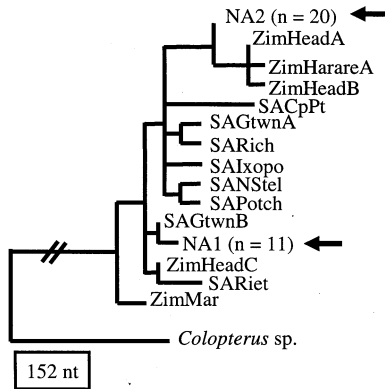 NA2 (n = 20)
ZimHeadA
ZimHarareA
ZimHeadB
SACpPt
SAGtwnA
SARich
SAIxopo
SANStel
SAPotch
SAGtwnB
NA1 (n = 11)
ZimHeadC
SARiet
ZimMar
Colopterus sp.
152 nt